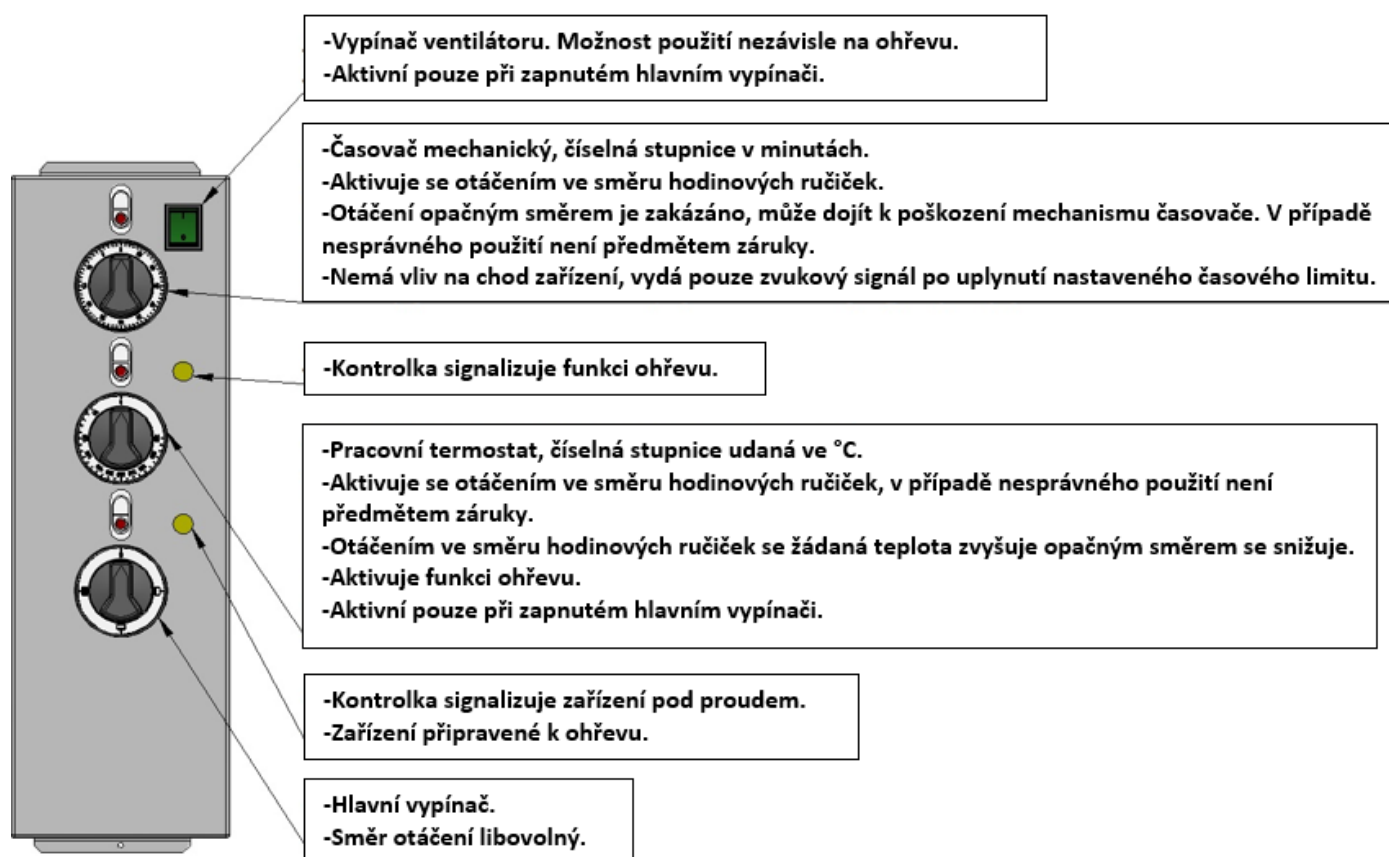 -Vypínač ventilátoru. Možnost použití nezávisle na ohřevu.
-Aktivní pouze při zapnutém hlavním vypínači.
-Časovač mechanický, číselná stupnice v minutách.
-Aktivuje se otáčením ve směru hodinových ručiček.
-Otáčení opačným směrem je zakázáno, může dojít k poškození mechanismu časovače. V případě
nesprávného použití není předmětem záruky.
-Nemá vliv na chod zařízení, vydá pouze zvukový signál po uplynutí nastaveného časového limitu.
-Kontrolka signalizuje funkci ohřevu.
-Pracovní termostat, číselná stupnice udaná ve °C.
-Aktivuje se otáčením ve směru hodinových ručiček, v případě nesprávného použití není
předmětem záruky.
-Otáčením ve směru hodinových ručiček se žádaná teplota zvyšuje opačným směrem se snižuje.
-Aktivuje funkci ohřevu.
-Aktivní pouze při zapnutém hlavním vypínači.
-Kontrolka signalizuje zařízení pod proudem.
-Zařízení připravené k ohřevu.
-Hlavní vypínač.
-Směr otáčení libovolný.